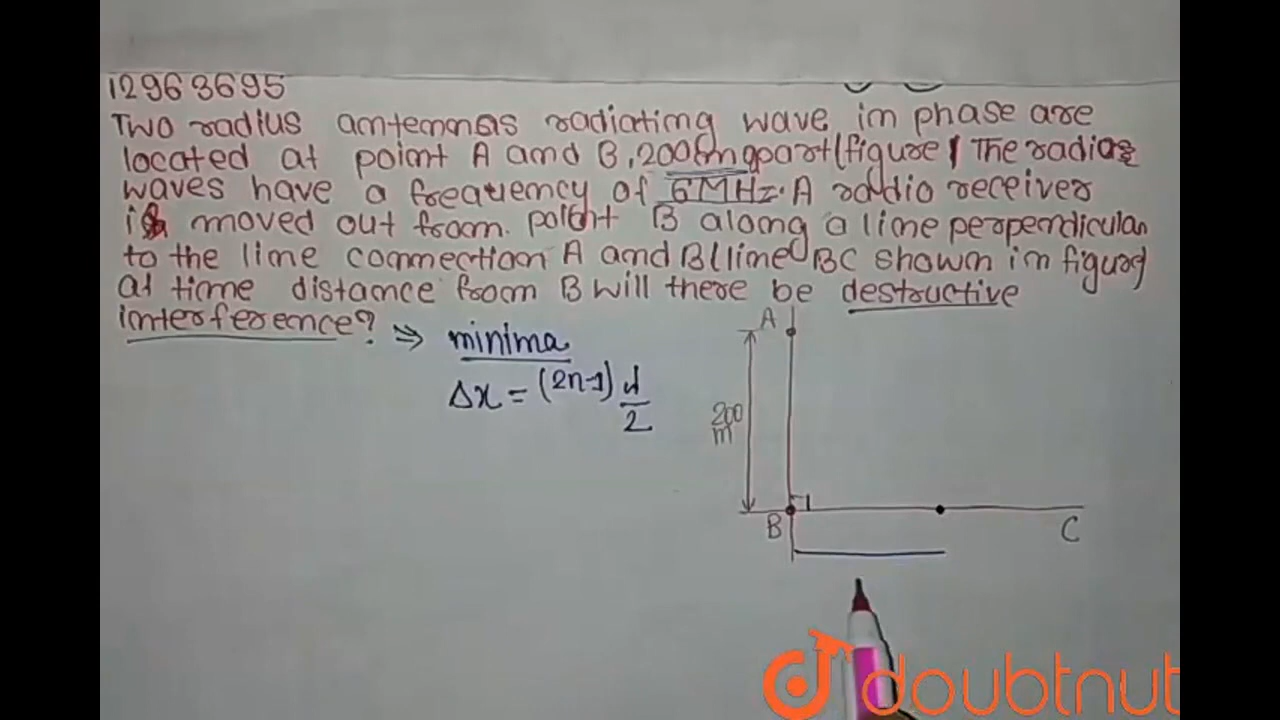 12963695
Two radius antennas radiating wave in phase are
located at point A and B, 200m apart (figure) The radios
waves have a frequency of 6MHz. A radio receiver
is moved out from. point B along a line perpendicular
to the line connection A and B (line BC shown in figure)
at time distance from B will there be destructive
interference? ⇒ minima
Δx = (2n-1) λ/2
A
200
m
B
C
doubtnut